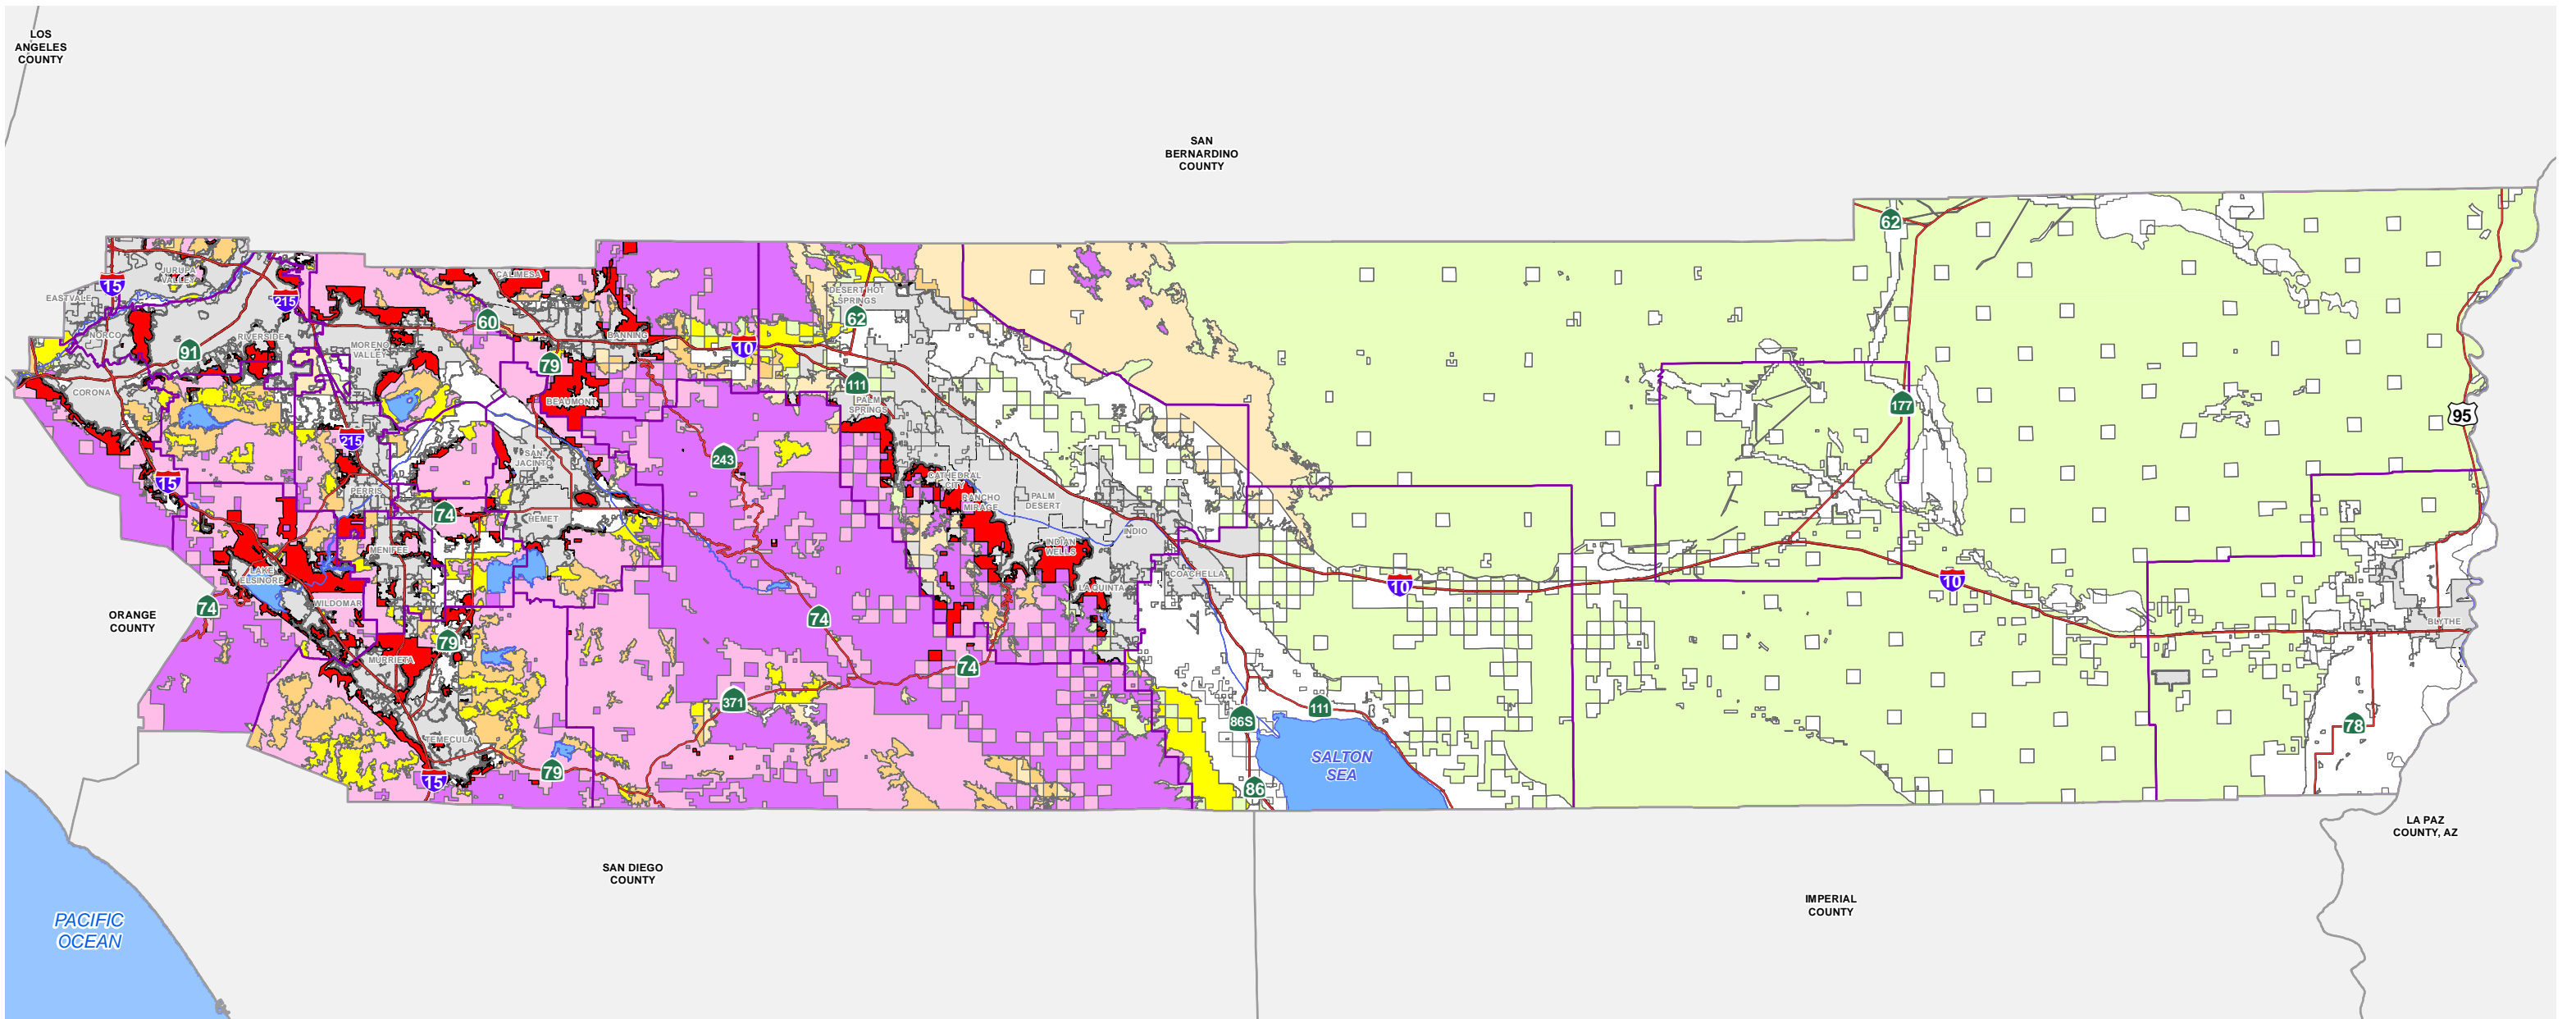 LOS
ANGELES
COUNTY
SAN
BERNARDINO
COUNTY
62
CALIMESA
JURUPA
VALLEY
15
EASTVALE
215
DESERT HOT
SPRINGS
62
60
NORCO
RIVERSIDE
BANNING
91
MORENO
VALLEY
10
79
111
CORONA
BEAUMONT
PALM
SPRINGS
177
95
215
243
SAN
JACINTO
15
CATHEDRAL
CITY
PERRIS
RANCHO
MIRAGE
PALM
DESERT
74
HEMET
INDIO
MENIFEE
INDIAN
WELLS
LAKE
ELSINORE
COACHELLA
10
10
LA QUINTA
74
WILDOMAR
ORANGE
COUNTY
74
BLYTHE
79
MURRIETA
74
371
111
86S
78
TEMECULA
SALTON
SEA
15
79
86
LA PAZ
COUNTY, AZ
SAN DIEGO
COUNTY
IMPERIAL
COUNTY
PACIFIC
OCEAN